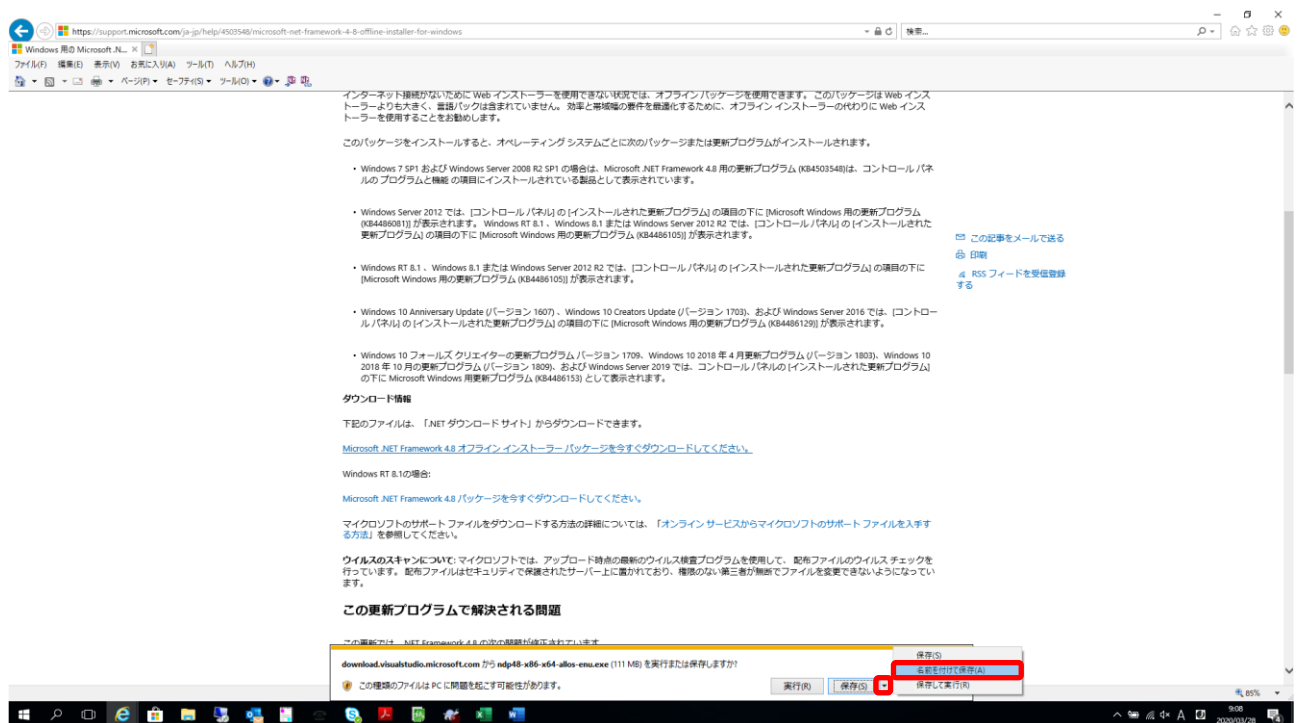 https://support.microsoft.com/ja-jp/help/4503548/microsoft-net-framework-4-8-offline-installer-for-windows
検索...
Windows 用の Microsoft .N...
ファイル(F) 編集(E) 表示(V) お気に入り(A) ツール(T) ヘルプ(H)
ページ(P) セーフティ(S) ツール(O)
インターネット接続がないために Web インストーラーを使用できない状況では、オフライン パッケージを使用できます。 このパッケージは Web インス
トーラーよりも大きく、言語パックは含まれていません。 効率と帯域幅の要件を最適化するために、オフライン インストーラーの代わりに Web インス
トーラーを使用することをお勧めします。
このパッケージをインストールすると、オペレーティング システムごとに次のパッケージまたは更新プログラムがインストールされます。
• Windows 7 SP1 および Windows Server 2008 R2 SP1 の場合は、Microsoft .NET Framework 4.8 用の更新プログラム (KB4503548)は、コントロール パネ
ルの プログラムと機能 の項目にインストールされている製品として表示されています。
• Windows Server 2012 では、[コントロール パネル] の [インストールされた更新プログラム] の項目の下に [Microsoft Windows 用の更新プログラム
(KB4486081)] が表示されます。 Windows RT 8.1 、Windows 8.1 または Windows Server 2012 R2 では、[コントロール パネル] の [インストールされた
更新プログラム] の項目の下に [Microsoft Windows 用の更新プログラム (KB4486105)] が表示されます。
• Windows RT 8.1 、Windows 8.1 または Windows Server 2012 R2 では、[コントロール パネル] の [インストールされた更新プログラム] の項目の下に
[Microsoft Windows 用の更新プログラム (KB4486105)] が表示されます。
• Windows 10 Anniversary Update (バージョン 1607) 、Windows 10 Creators Update (バージョン 1703)、および Windows Server 2016 では、[コントロー
ル パネル] の [インストールされた更新プログラム] の項目の下に [Microsoft Windows 用の更新プログラム (KB4486129)] が表示されます。
• Windows 10 フォールズ クリエイターの更新プログラム バージョン 1709、Windows 10 2018 年 4 月更新プログラム (バージョン 1803)、Windows 10
2018 年 10 月の更新プログラム (バージョン 1809)、および Windows Server 2019 では、コントロール パネルの [インストールされた更新プログラム]
の下に Microsoft Windows 用更新プログラム (KB4486153) として表示されます。
この記事をメールで送る
印刷
RSS フィードを受信登録
する
ダウンロード情報
下記のファイルは、「.NET ダウンロード サイト」からダウンロードできます。
Microsoft .NET Framework 4.8 オフライン インストーラー パッケージを今すぐダウンロードしてください。
Windows RT 8.1の場合:
Microsoft .NET Framework 4.8 パッケージを今すぐダウンロードしてください。
マイクロソフトのサポート ファイルをダウンロードする方法の詳細については、「オンライン サービスからマイクロソフトのサポート ファイルを入手す
る方法」を参照してください。
ウイルスのスキャンについて: マイクロソフトでは、アップロード時点の最新のウイルス検査プログラムを使用して、 配布ファイルのウイルス チェックを
行っています。 配布ファイルはセキュリティで保護されたサーバー上に置かれており、権限のない第三者が無断でファイルを変更できないようになってい
ます。
この更新プログラムで解決される問題
この更新では、.NET Framework 4.8 の次の問題が修正されています
download.visualstudio.microsoft.com から ndp48-x86-x64-allos-enu.exe (111 MB) を実行または保存しますか?
この種類のファイルは PC に問題を起こす可能性があります。
実行(R) 保存(S)
保存(S)
名前を付けて保存(A)
保存して実行(R)
85%
A
9:08
2020/03/28